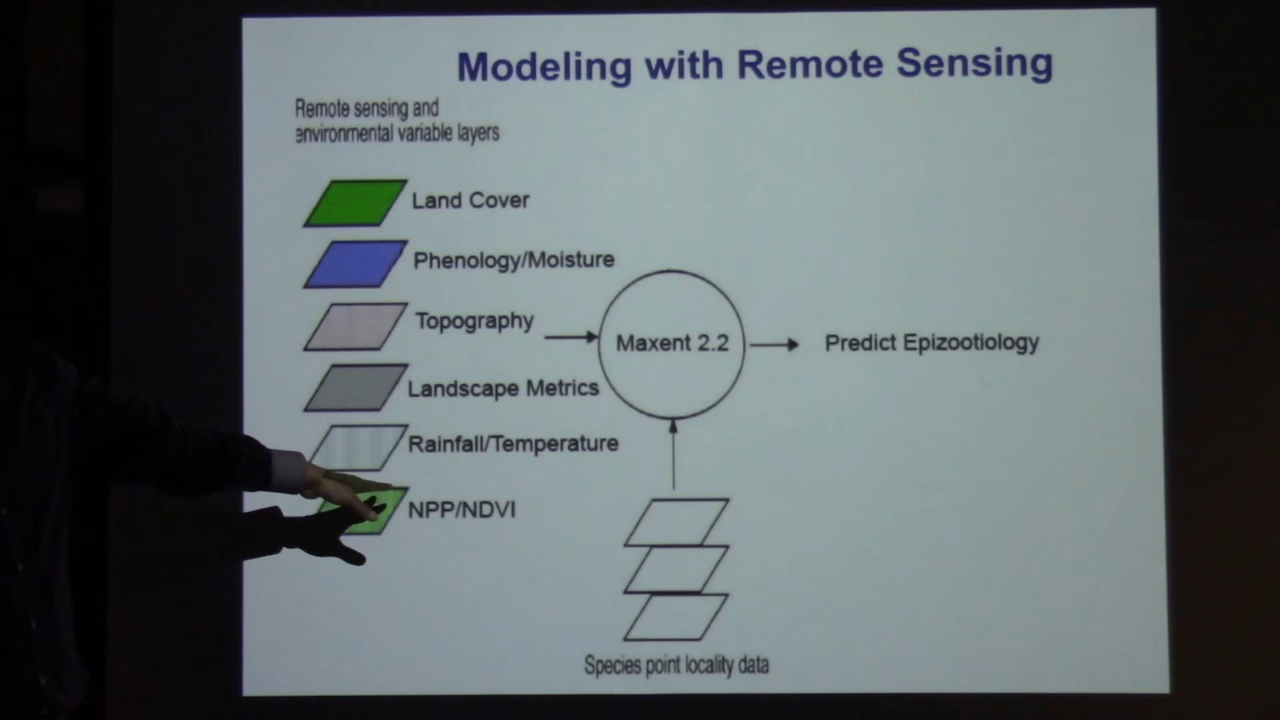 Modeling with Remote Sensing
Remote sensing and
environmental variable layers
Land Cover
Phenology/Moisture
Topography
Landscape Metrics
Rainfall/Temperature
NPP/NDVI
Maxent 2.2
Predict Epizootiology
Species point locality data